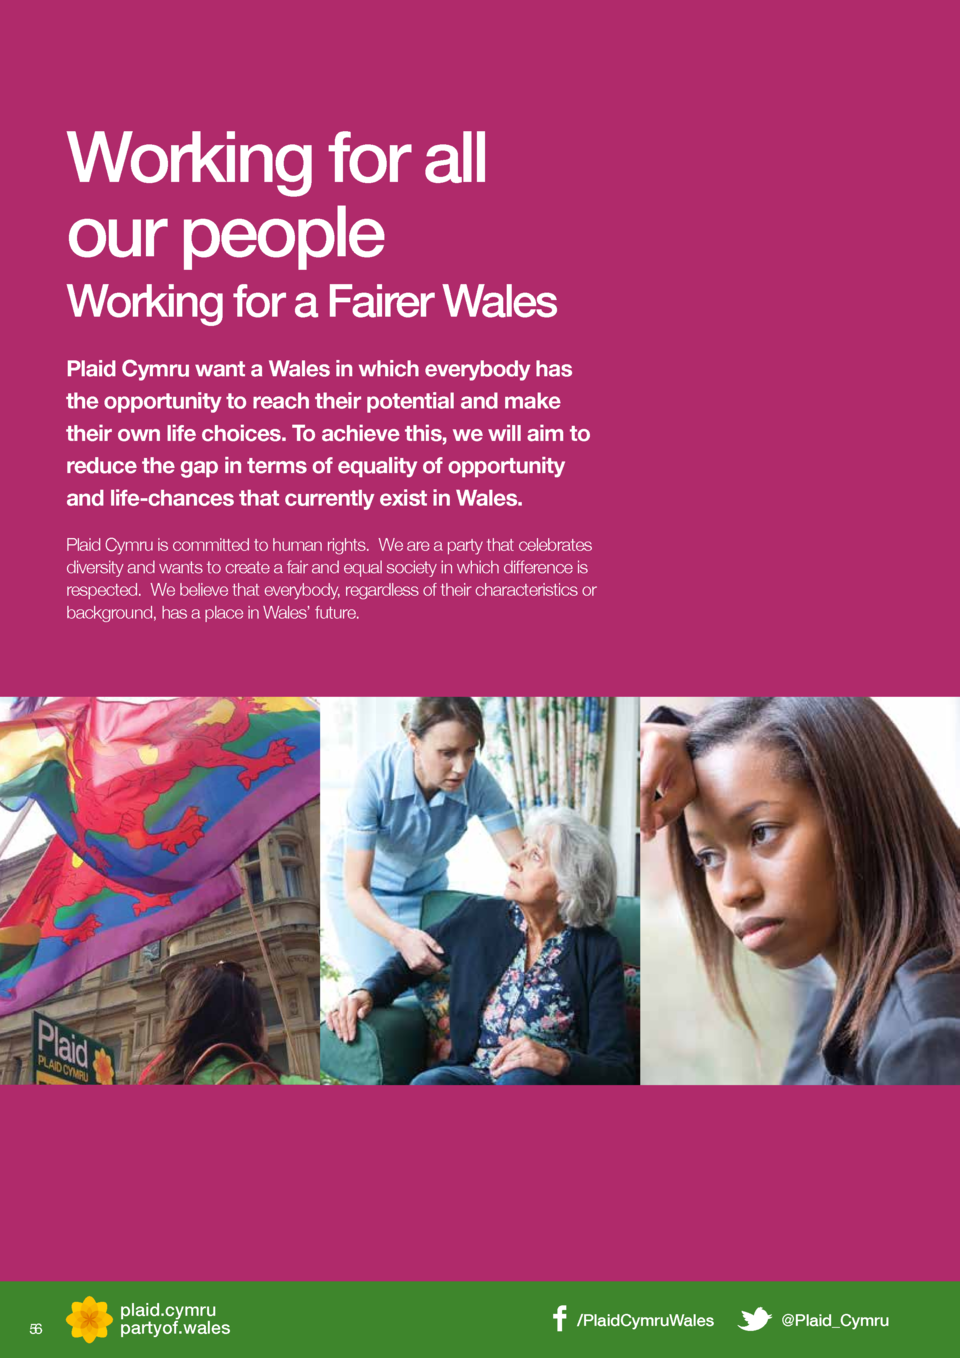 Working for all
our people
Working for a Fairer Wales
Plaid Cymru want a Wales in which everybody has
the opportunity to reach their potential and make
their own life choices. To achieve this, we will aim to
reduce the gap in terms of equality of opportunity
and life-chances that currently exist in Wales.
Plaid Cymru is committed to human rights.  We are a party that celebrates
diversity and wants to create a fair and equal society in which difference is
respected.  We believe that everybody, regardless of their characteristics or
background, has a place in Wales’ future.
Plaid
PLAID CYMRU
56
plaid.cymru
partyof.wales
/PlaidCymruWales
@Plaid_Cymru